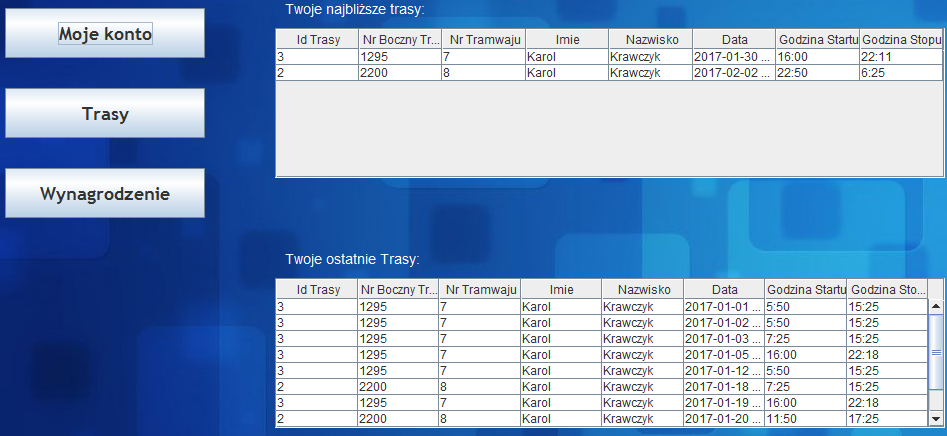 Moje konto
Trasy
Wynagrodzenie
Twoje najbliższe trasy:
Id Trasy Nr Boczny Tr... Nr Tramwaju Imie Nazwisko Data Godzina Startu Godzina Stopu
3 1295 7 Karol Krawczyk 2017-01-30 ... 16:00 22:11
2 2200 8 Karol Krawczyk 2017-02-02 ... 22:50 6:25
Twoje ostatnie Trasy:
Id Trasy Nr Boczny Tr... Nr Tramwaju Imie Nazwisko Data Godzina Startu Godzina Sto...
3 1295 7 Karol Krawczyk 2017-01-01 ... 5:50 15:25
3 1295 7 Karol Krawczyk 2017-01-02 ... 5:50 15:25
3 1295 7 Karol Krawczyk 2017-01-03 ... 7:25 15:25
3 1295 7 Karol Krawczyk 2017-01-05 ... 16:00 22:18
3 1295 7 Karol Krawczyk 2017-01-12 ... 5:50 15:25
2 2200 8 Karol Krawczyk 2017-01-18 ... 7:25 15:25
3 1295 7 Karol Krawczyk 2017-01-19 ... 16:00 22:18
2 2200 8 Karol Krawczyk 2017-01-20 ... 11:50 17:25